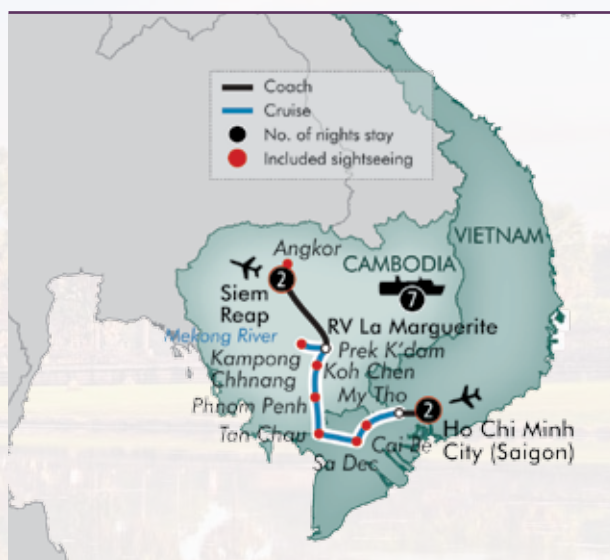 Coach
Cruise
No. of nights stay
Included sightseeing
Angkor
2
Siem
Reap
CAMBODIA
7
VIETNAM
RV La Marguerite
Mekong River
Prek K'dam
Kampong
Chhnang
Koh Chen
My Tho
Phnom Penh
2
Tan Chau
Cai Be
Ho Chi Minh
City (Saigon)
Sa Dec